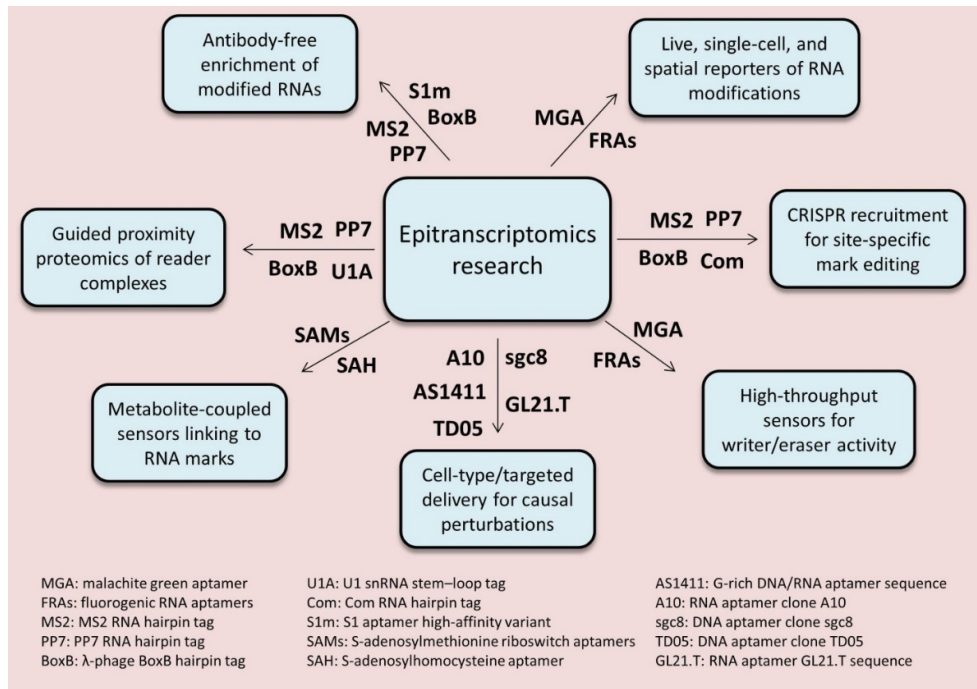 Antibody-free
enrichment of
modified RNAs
Live, single-cell, and
spatial reporters of RNA
modifications
S1m
BoxB
MS2
PP7
MGA
FRAs
Guided proximity
proteomics of reader
complexes
MS2 PP7
BoxB U1A
Epitranscriptomics
research
MS2 PP7
BoxB Com
CRISPR recruitment
for site-specific
mark editing
SAMs
SAH
A10 sgc8
AS1411
GL21.T
TD05
MGA
FRAs
Metabolite-coupled
sensors linking to
RNA marks
Cell-type/targeted
delivery for causal
perturbations
High-throughput
sensors for
writer/eraser activity
MGA: malachite green aptamer
FRAs: fluorogenic RNA aptamers
MS2: MS2 RNA hairpin tag
PP7: PP7 RNA hairpin tag
BoxB: λ-phage BoxB hairpin tag
U1A: U1 snRNA stem–loop tag
Com: Com RNA hairpin tag
S1m: S1 aptamer high-affinity variant
SAMs: S-adenosylmethionine riboswitch aptamers
SAH: S-adenosylhomocysteine aptamer
AS1411: G-rich DNA/RNA aptamer sequence
A10: RNA aptamer clone A10
sgc8: DNA aptamer clone sgc8
TD05: DNA aptamer clone TD05
GL21.T: RNA aptamer GL21.T sequence